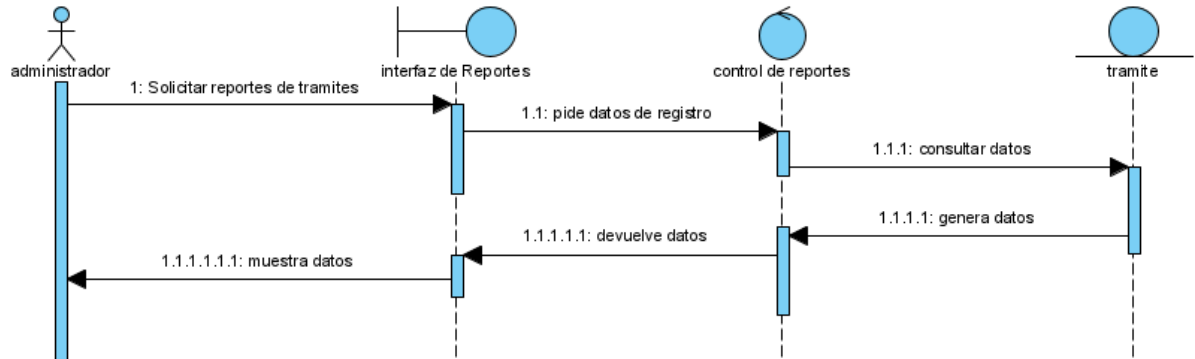 administrador
interfaz de Reportes
control de reportes
tramite
1: Solicitar reportes de tramites
1.1: pide datos de registro
1.1.1: consultar datos
1.1.1.1: genera datos
1.1.1.1.1: devuelve datos
1.1.1.1.1.1: muestra datos